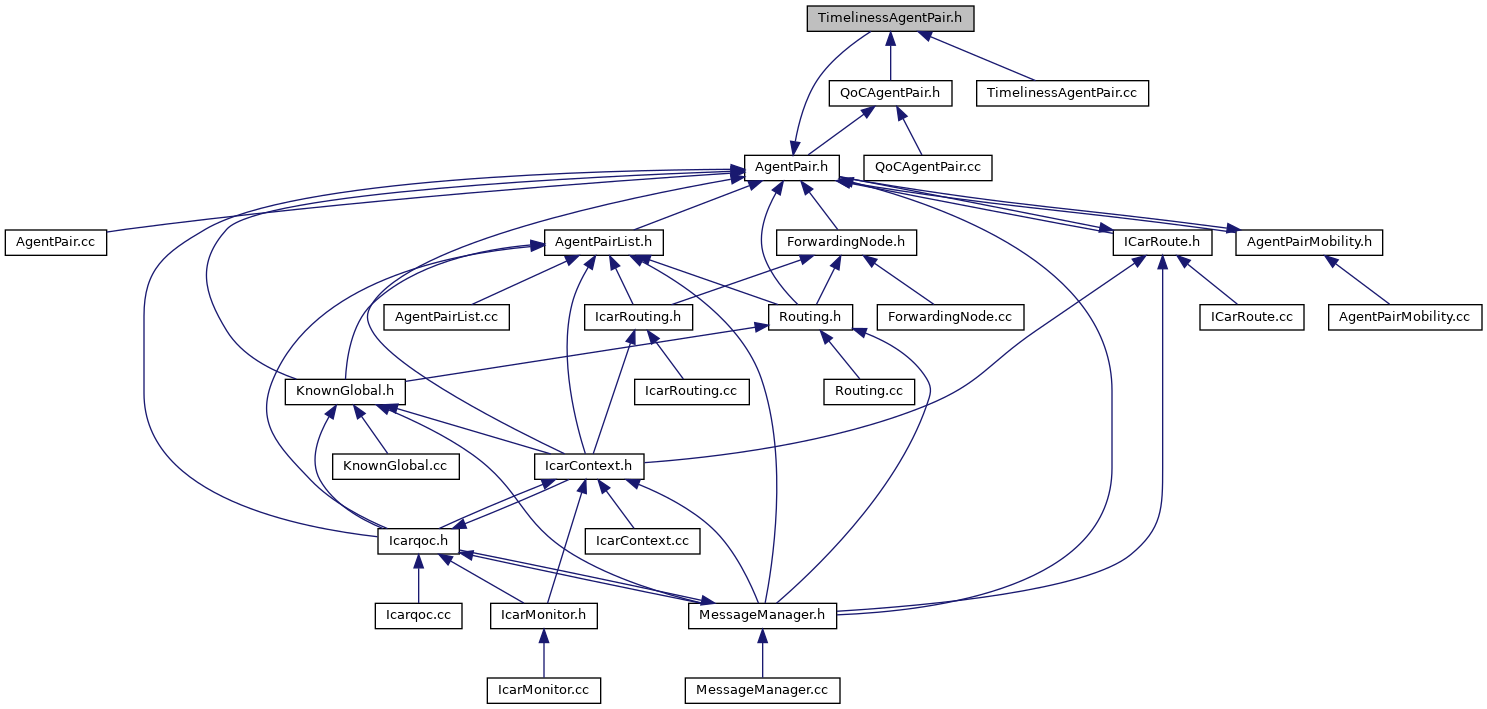 TimelinessAgentPair.h
QoCAgentPair.h
TimelinessAgentPair.cc
AgentPair.h
QoCAgentPair.cc
AgentPair.cc
AgentPairList.h
ForwardingNode.h
ICarRoute.h
AgentPairMobility.h
AgentPairList.cc
IcarRouting.h
Routing.h
ForwardingNode.cc
ICarRoute.cc
AgentPairMobility.cc
KnownGlobal.h
IcarRouting.cc
Routing.cc
KnownGlobal.cc
IcarContext.h
Icarqoc.h
IcarContext.cc
Icarqoc.cc
IcarMonitor.h
MessageManager.h
IcarMonitor.cc
MessageManager.cc